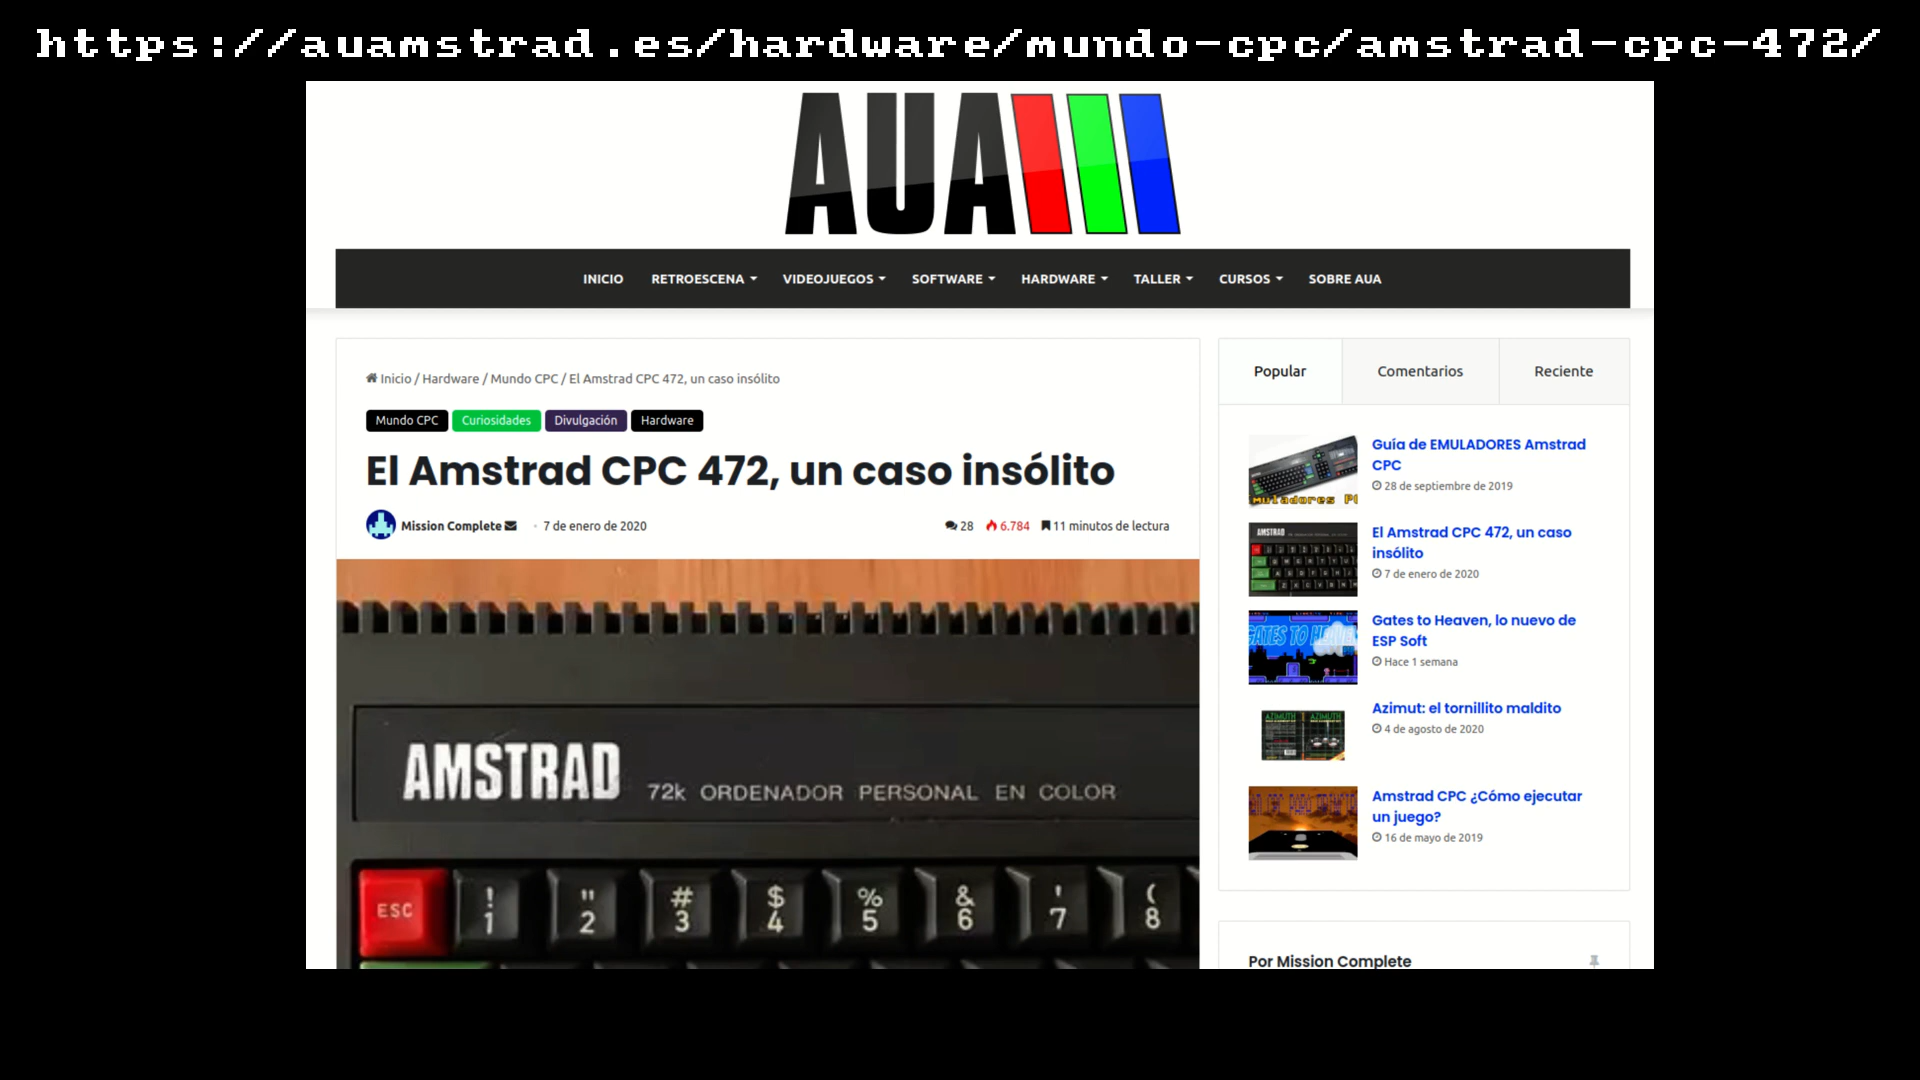 https://auamstrad.es/hardware/mundo-cpc/amstrad-cpc-472/
AUA
INICIO RETROESCENA VIDEOJUEGOS SOFTWARE HARDWARE TALLER CURSOS SOBRE AUA
Inicio / Hardware / Mundo CPC / El Amstrad CPC 472, un caso insólito
Mundo CPC Curiosidades Divulgación Hardware
El Amstrad CPC 472, un caso insólito
Mission Complete 7 de enero de 2020 28 6.784 11 minutos de lectura
AMSTRAD 72k ORDENADOR PERSONAL EN COLOR
! " # $ % & ' (
ESC 1 2 3 4 5 6 7 8
Popular Comentarios Reciente
Guía de EMULADORES Amstrad
CPC
28 de septiembre de 2019
El Amstrad CPC 472, un caso
insólito
7 de enero de 2020
Gates to Heaven, lo nuevo de
ESP Soft
Hace 1 semana
Azimut: el tornillito maldito
4 de agosto de 2020
Amstrad CPC ¿Cómo ejecutar
un juego?
16 de mayo de 2019
Por Mission Complete